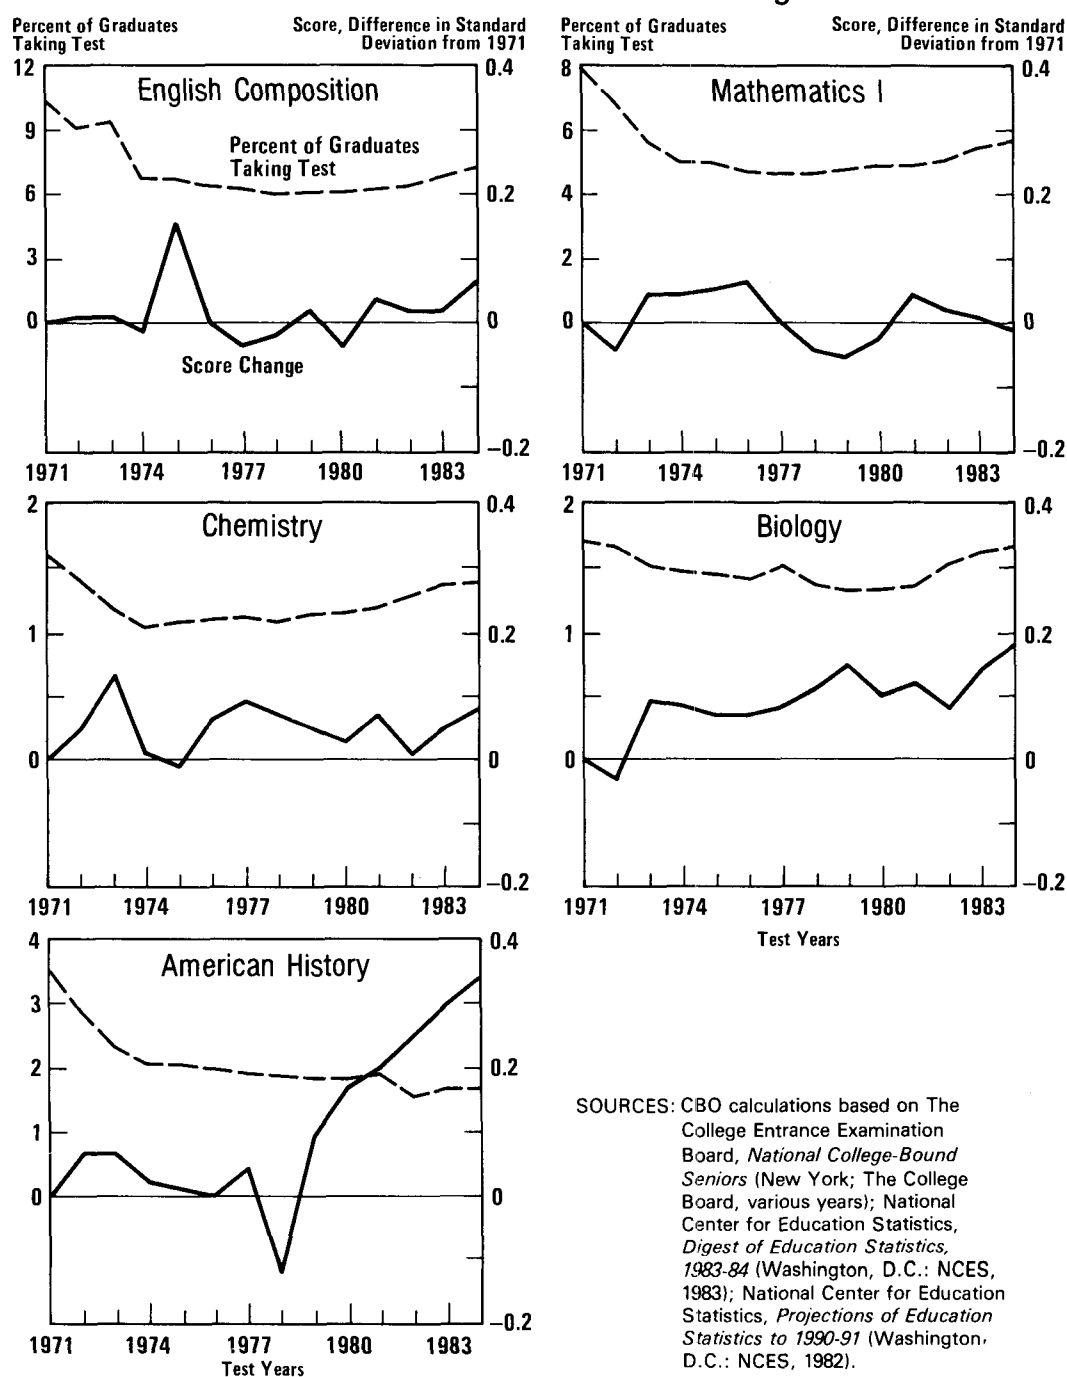 Percent of Graduates
Taking Test
Score, Difference in Standard
Deviation from 1971
English Composition
12
9
6
3
0
0.4
0.2
0
–0.2
Percent of Graduates
Taking Test
Score Change
1971 1974 1977 1980 1983
Percent of Graduates
Taking Test
Score, Difference in Standard
Deviation from 1971
Mathematics I
8
6
4
2
0
0.4
0.2
0
–0.2
1971 1974 1977 1980 1983
Chemistry
2
1
0
0.4
0.2
0
–0.2
1971 1974 1977 1980 1983
Biology
2
1
0
0.4
0.2
0
–0.2
1971 1974 1977 1980 1983
Test Years
American History
4
3
2
1
0
0.4
0.2
0
–0.2
1971 1974 1977 1980 1983
Test Years
SOURCES: CBO calculations based on The
College Entrance Examination
Board, National College-Bound
Seniors (New York; The College
Board, various years); National
Center for Education Statistics,
Digest of Education Statistics,
1983-84 (Washington, D.C.: NCES,
1983); National Center for Education
Statistics, Projections of Education
Statistics to 1990-91 (Washington,
D.C.: NCES, 1982).